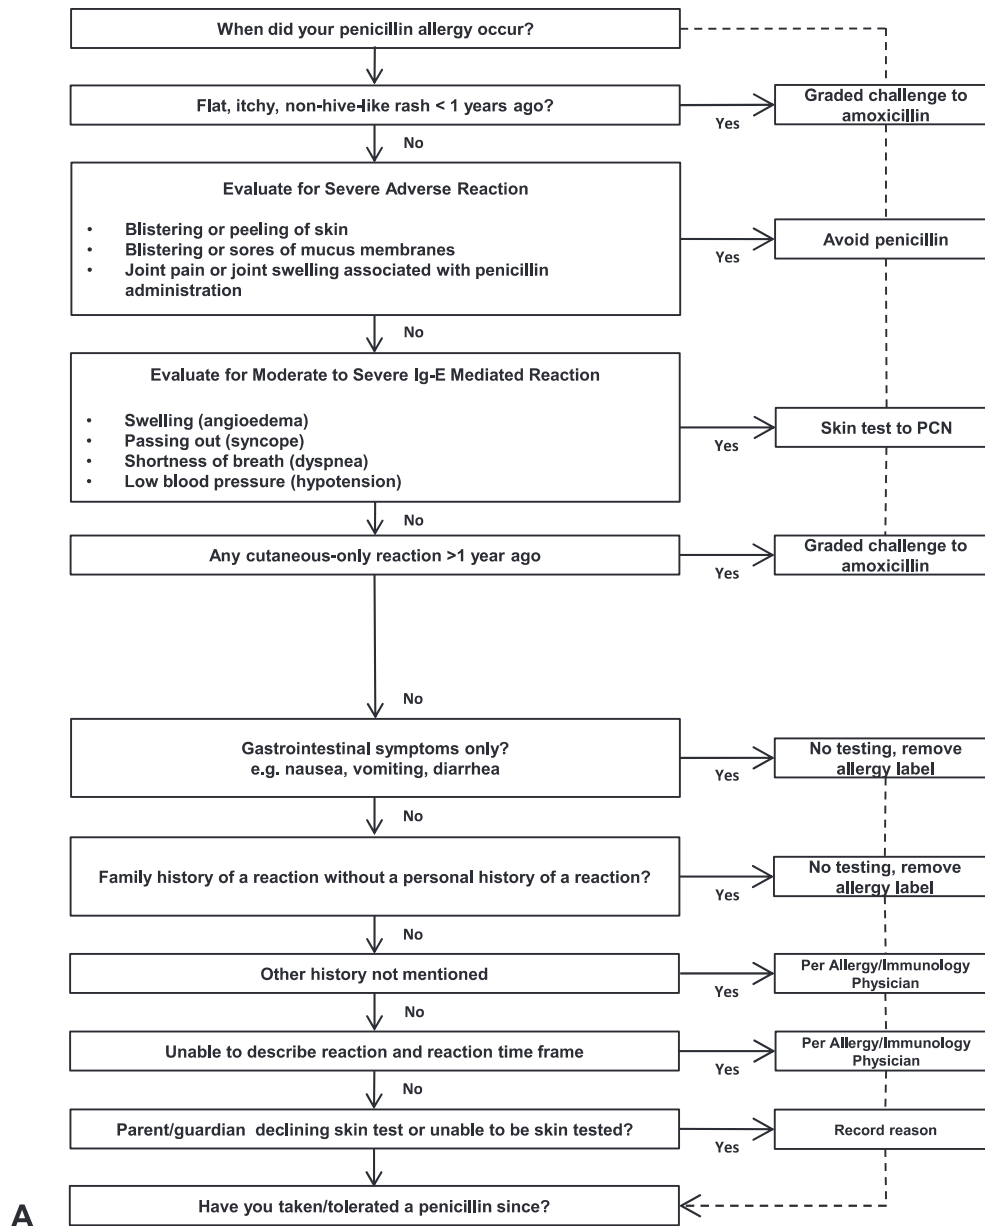 When did your penicillin allergy occur?
Flat, itchy, non-hive-like rash < 1 years ago?
Yes
Graded challenge to
amoxicillin
No
Evaluate for Severe Adverse Reaction
• Blistering or peeling of skin
• Blistering or sores of mucus membranes
• Joint pain or joint swelling associated with penicillin
administration
Yes
Avoid penicillin
No
Evaluate for Moderate to Severe Ig-E Mediated Reaction
• Swelling (angioedema)
• Passing out (syncope)
• Shortness of breath (dyspnea)
• Low blood pressure (hypotension)
Yes
Skin test to PCN
No
Any cutaneous-only reaction >1 year ago
Yes
Graded challenge to
amoxicillin
No
Gastrointestinal symptoms only?
e.g. nausea, vomiting, diarrhea
Yes
No testing, remove
allergy label
No
Family history of a reaction without a personal history of a reaction?
Yes
No testing, remove
allergy label
No
Other history not mentioned
Yes
Per Allergy/Immunology
Physician
No
Unable to describe reaction and reaction time frame
Yes
Per Allergy/Immunology
Physician
No
Parent/guardian declining skin test or unable to be skin tested?
Yes
Record reason
Have you taken/tolerated a penicillin since?
A